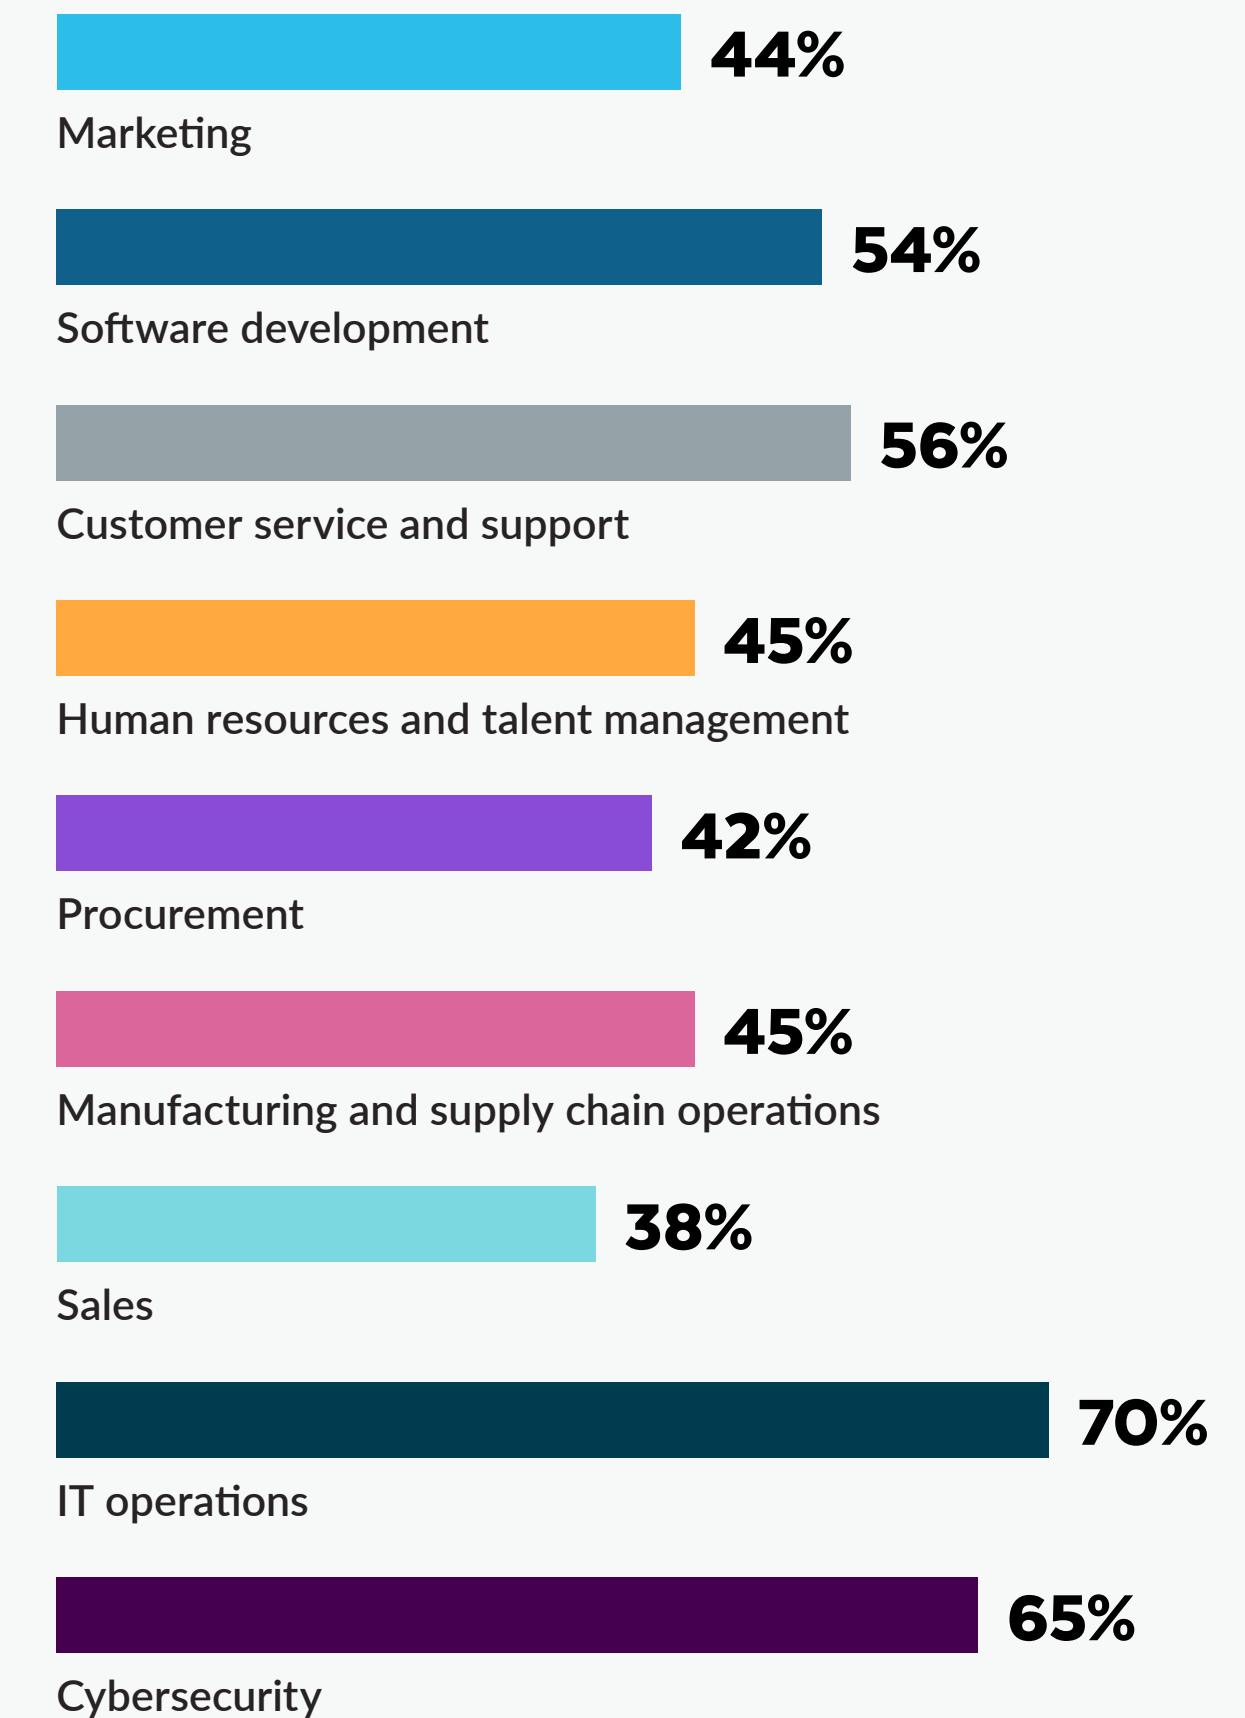 44%
Marketing
54%
Software development
56%
Customer service and support
45%
Human resources and talent management
42%
Procurement
45%
Manufacturing and supply chain operations
38%
Sales
70%
IT operations
65%
Cybersecurity